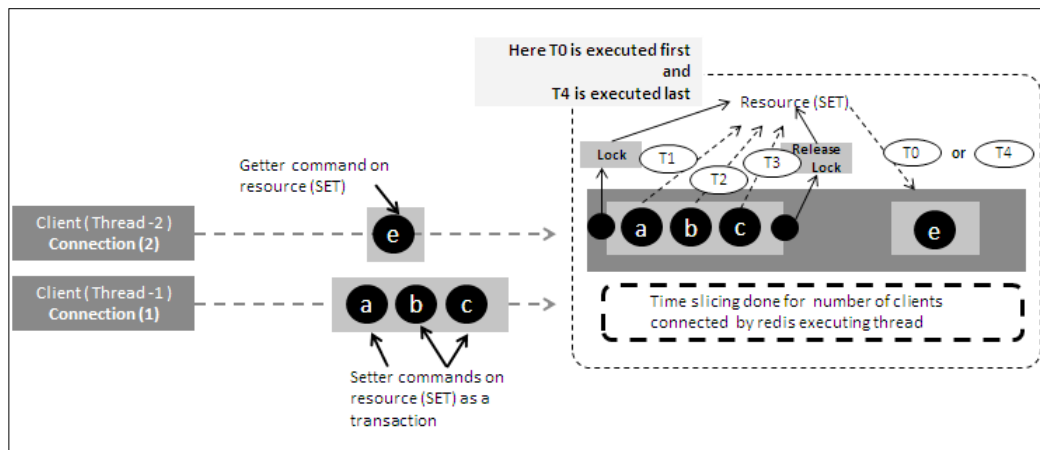 Here T0 is executed first
and
T4 is executed last
Resource (SET)
Lock
T1
T2
T3
Release
Lock
T0
or
T4
Getter command on
resource (SET)
Client ( Thread -2 )
Connection (2)
e
a
b
c
e
Client ( Thread -1 )
Connection (1)
a
b
c
Time slicing done for number of clients
connected by redis executing thread
Setter commands on
resource (SET) as a
transaction